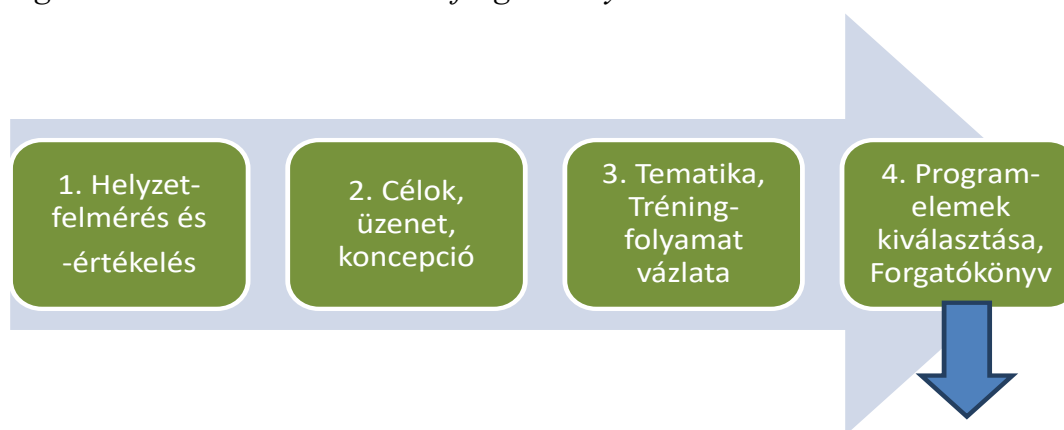 1. Helyzet-
felmérés és
-értékelés
2. Célok,
üzenet,
koncepció
3. Tematika,
Tréning-
folyamat
vázlata
4. Program-
elemek
kiválasztása,
Forgatókönyv